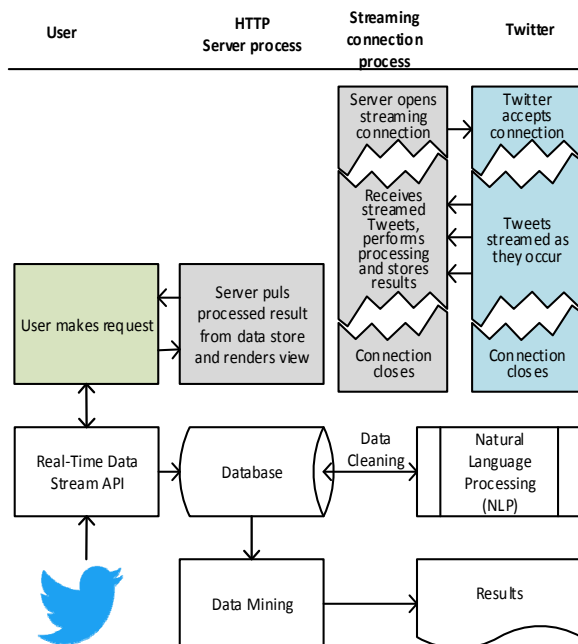 User
HTTP
Server process
Streaming
connection
process
Twitter
Server opens
streaming
connection
Twitter
accepts
connection
Receives
streamed
Tweets,
performs
processing
and stores
results
Tweets
streamed as
they occur
User makes request
Server puls
processed result
from data store
and renders view
Connection
closes
Connection
closes
Real-Time Data
Stream API
Database
Data
Cleaning
Natural
Language
Processing
(NLP)
Data Mining
Results